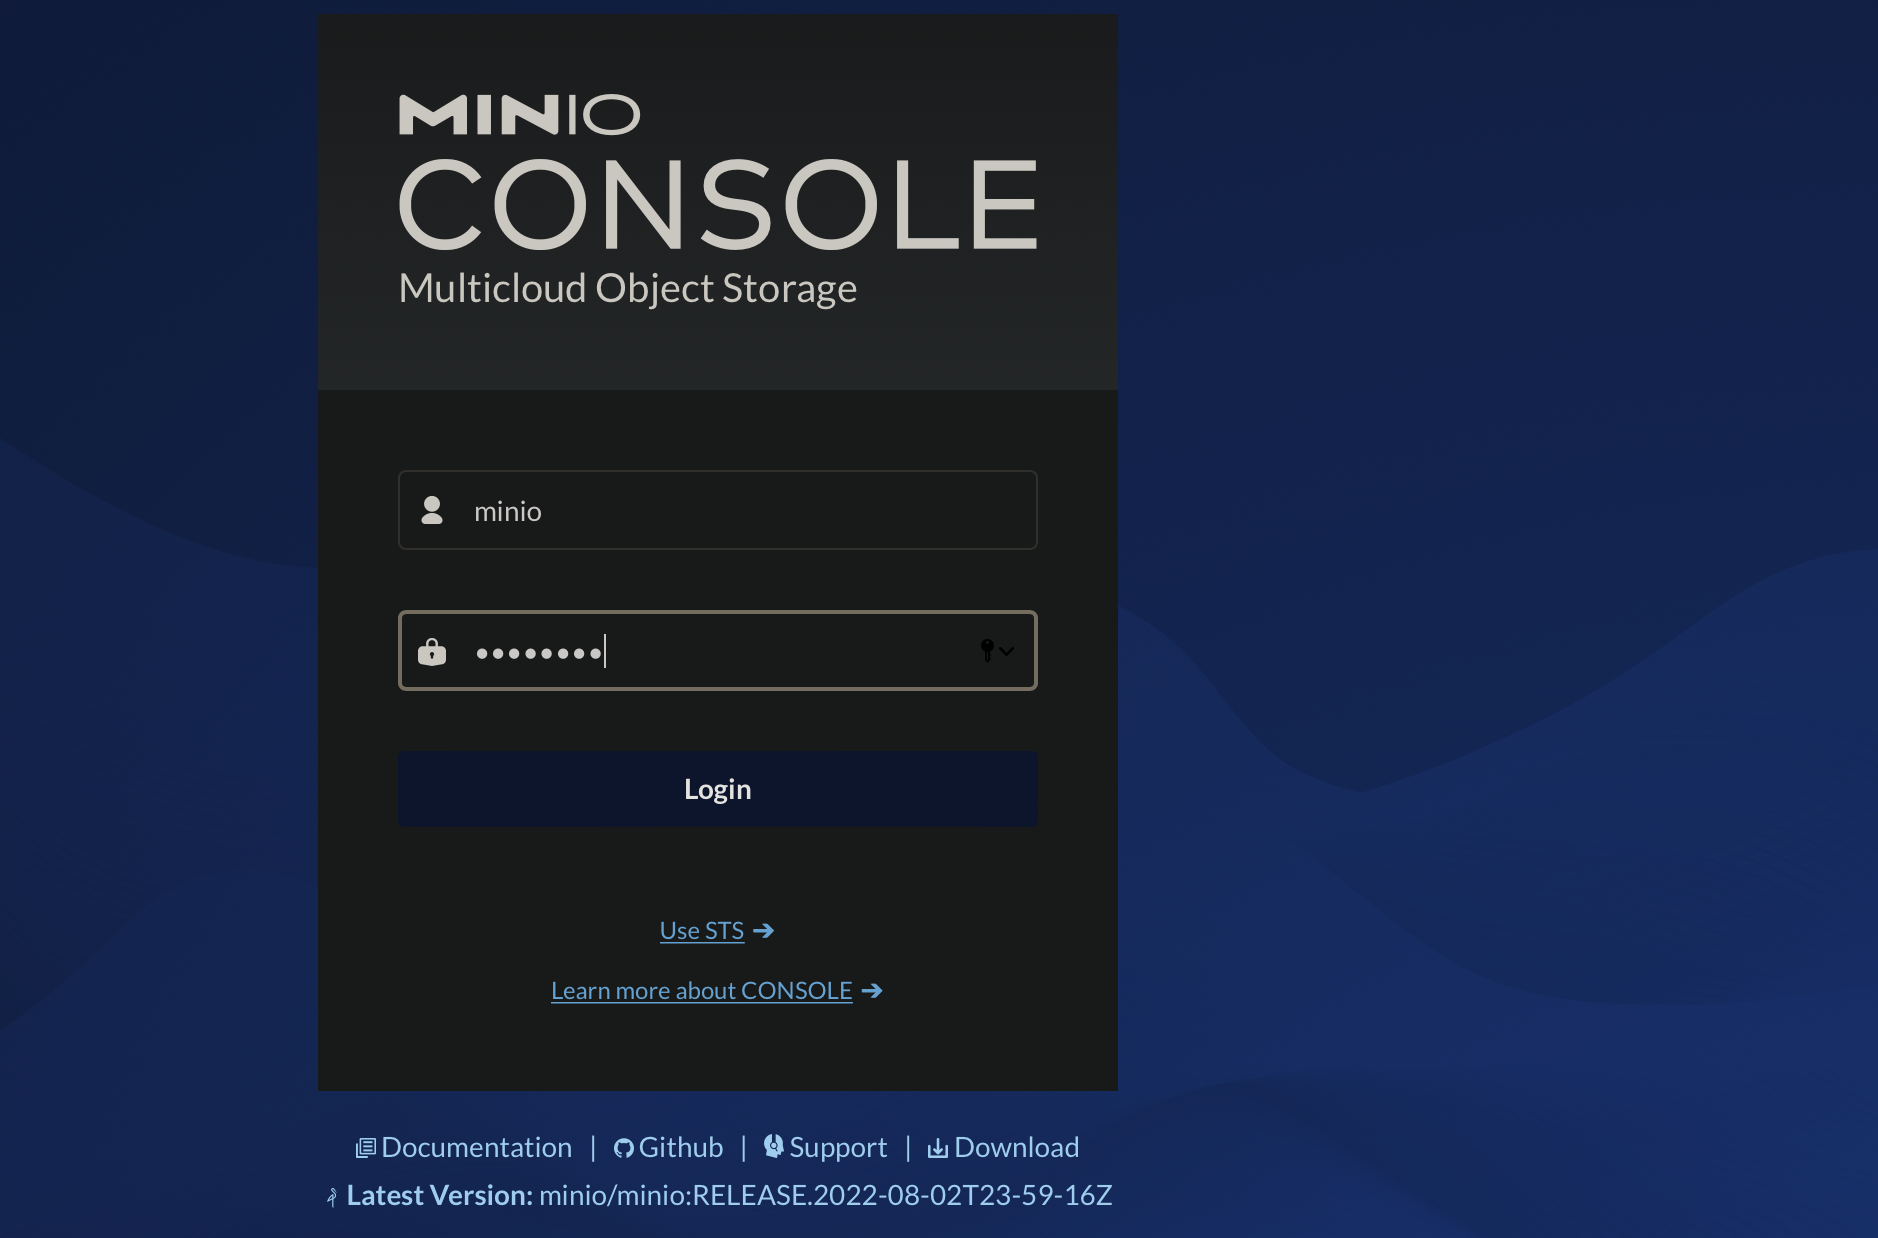 MINIO
CONSOLE
Multicloud Object Storage
minio
••••••••
Login
Use STS ➔
Learn more about CONSOLE ➔
Documentation | Github | Support | Download
Latest Version: minio/minio:RELEASE.2022-08-02T23-59-16Z